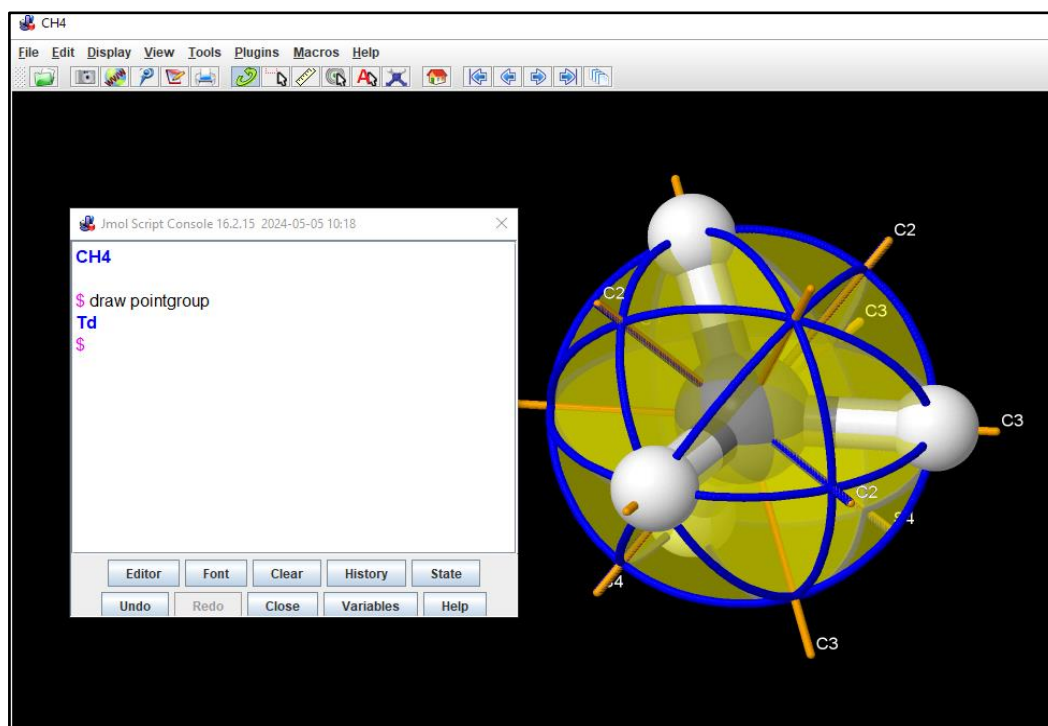 CH4
File Edit Display View Tools Plugins Macros Help
Jmol Script Console 16.2.15 2024-05-05 10:18
CH4
$ draw pointgroup
Td
$
Editor Font Clear History State
Undo Redo Close Variables Help
C2
C2
C3
C3
C2
S4
S4
C3